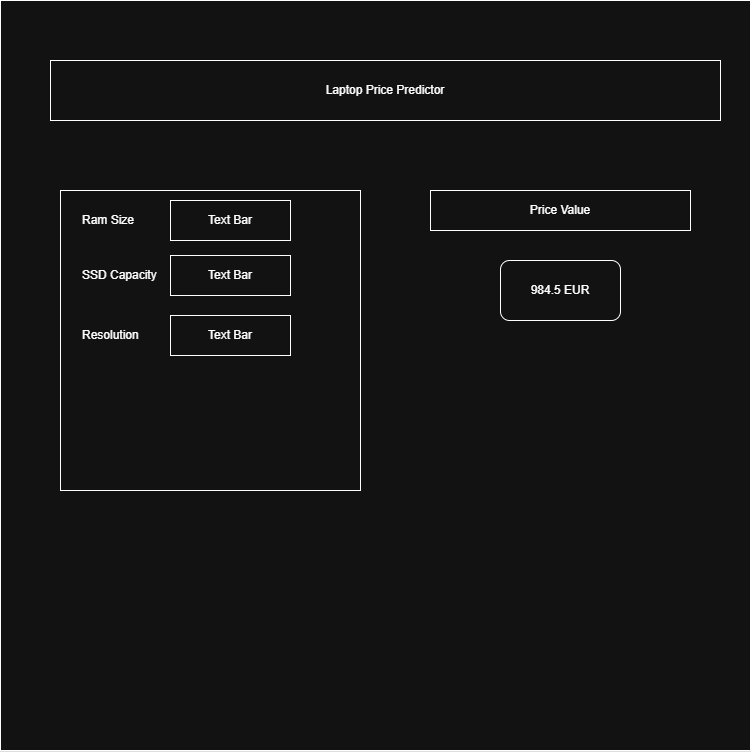 Laptop Price Predictor
Ram Size
Text Bar
SSD Capacity
Text Bar
Resolution
Text Bar
Price Value
984.5 EUR